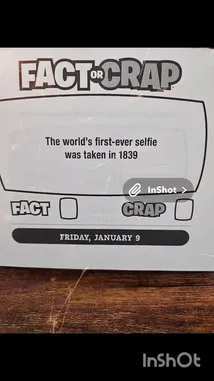 FACT OR CRAP
The world's first-ever selfie
was taken in 1839
InShot >
FACT CRAP
FRIDAY, JANUARY 9
InShOt